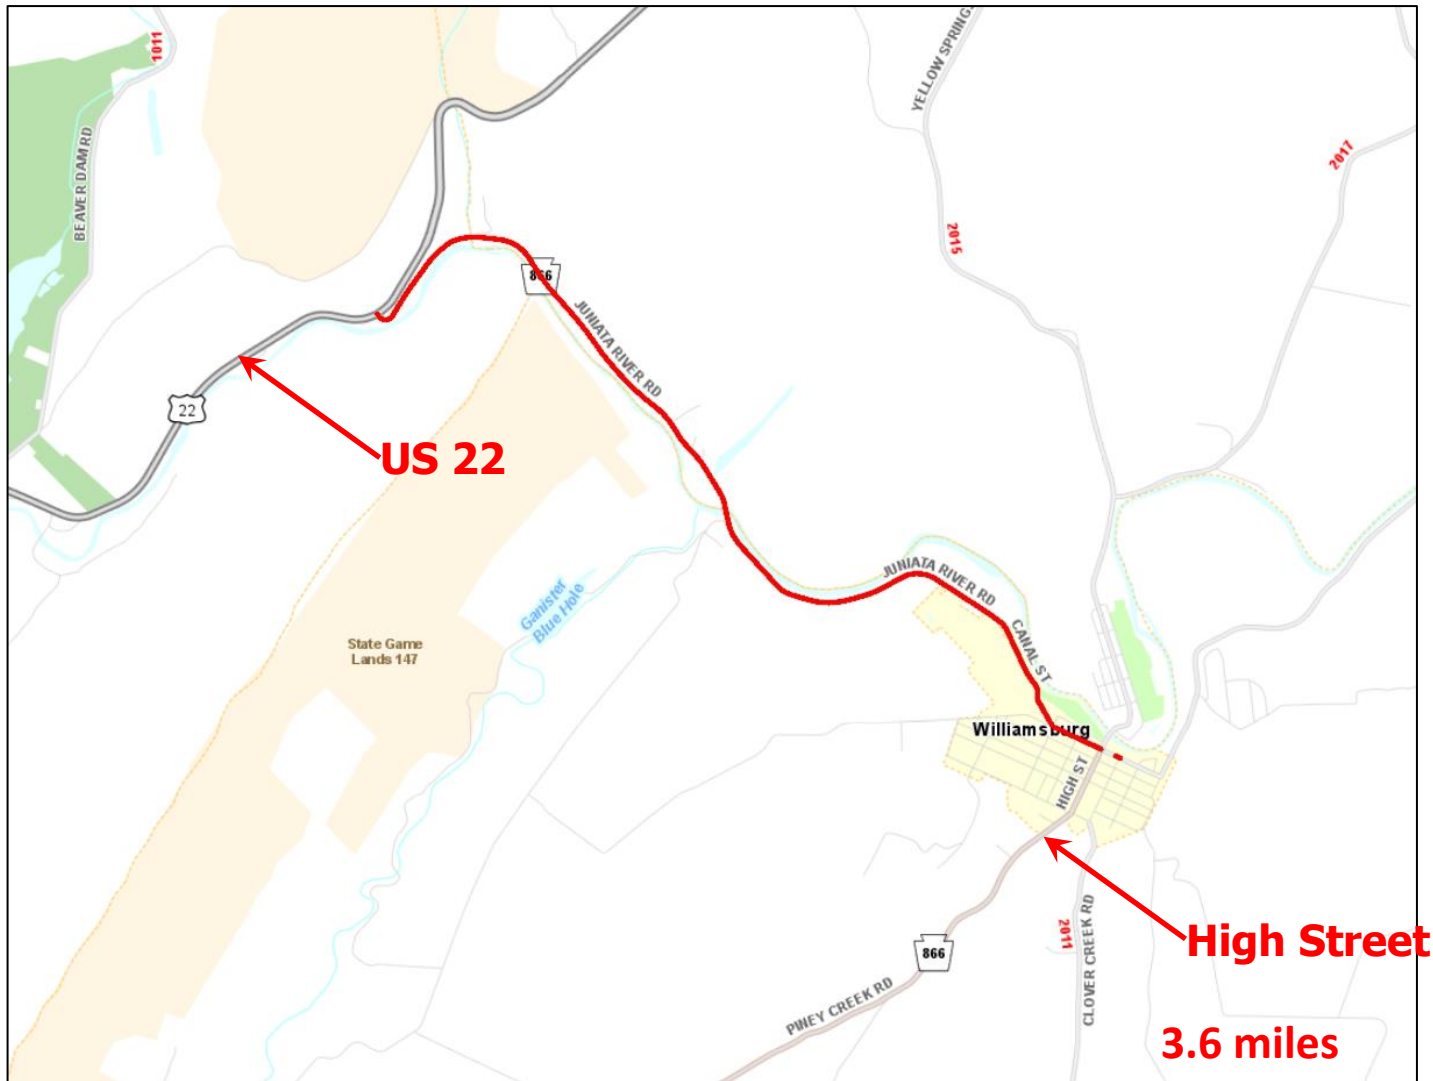 1011
YELLOW SPRINGS
BEAVER DAM RD
2017
2015
866
JUNIATA RIVER RD
22
US 22
JUNIATA RIVER RD
Ganister
Blue Hole
CANAL ST
State Game
Lands 147
Williamsburg
HIGH ST
2011
CLOVER CREEK RD
High Street
866
PINEY CREEK RD
3.6 miles